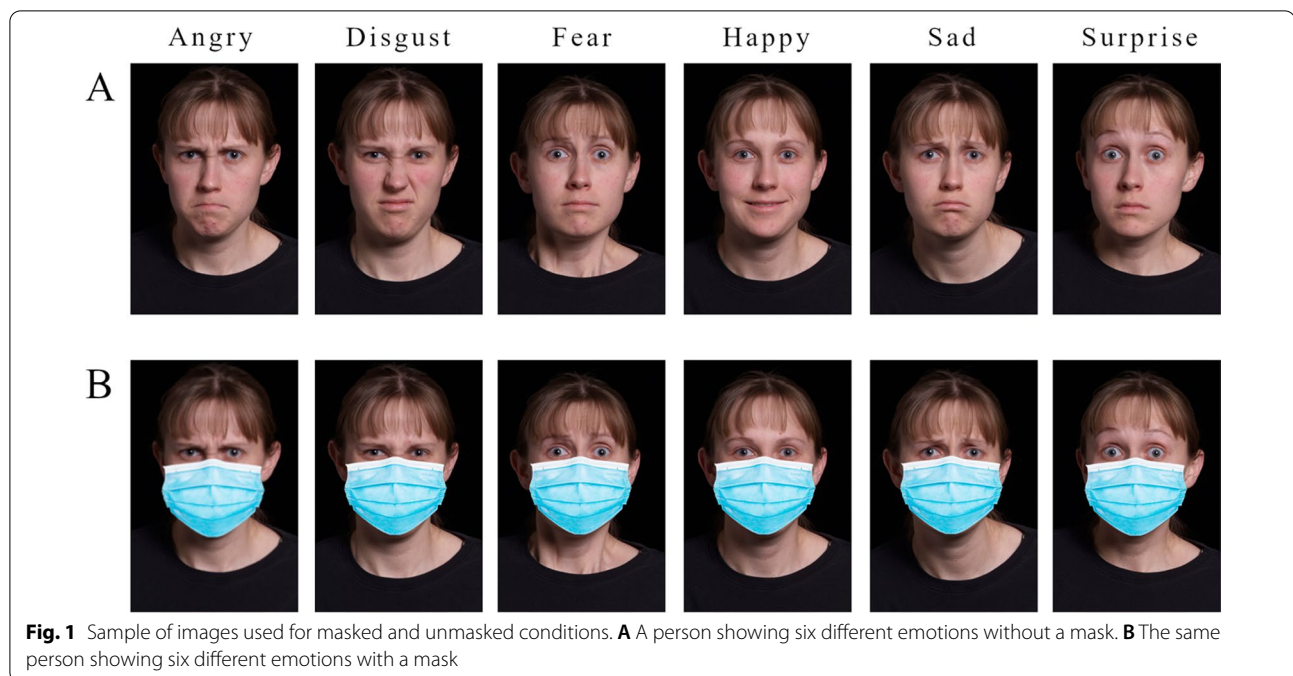 Angry Disgust Fear Happy Sad Surprise
A
B
Fig. 1 Sample of images used for masked and unmasked conditions. A A person showing six different emotions without a mask. B The same
person showing six different emotions with a mask